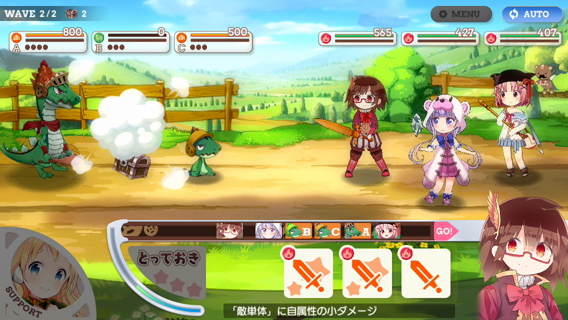 WAVE 2/2 2
MENU
AUTO
800
0
500
565
427
407
A
B
C
B C A
GO!
とっておき
SUPPORT
「敵単体」に自属性の小ダメージ